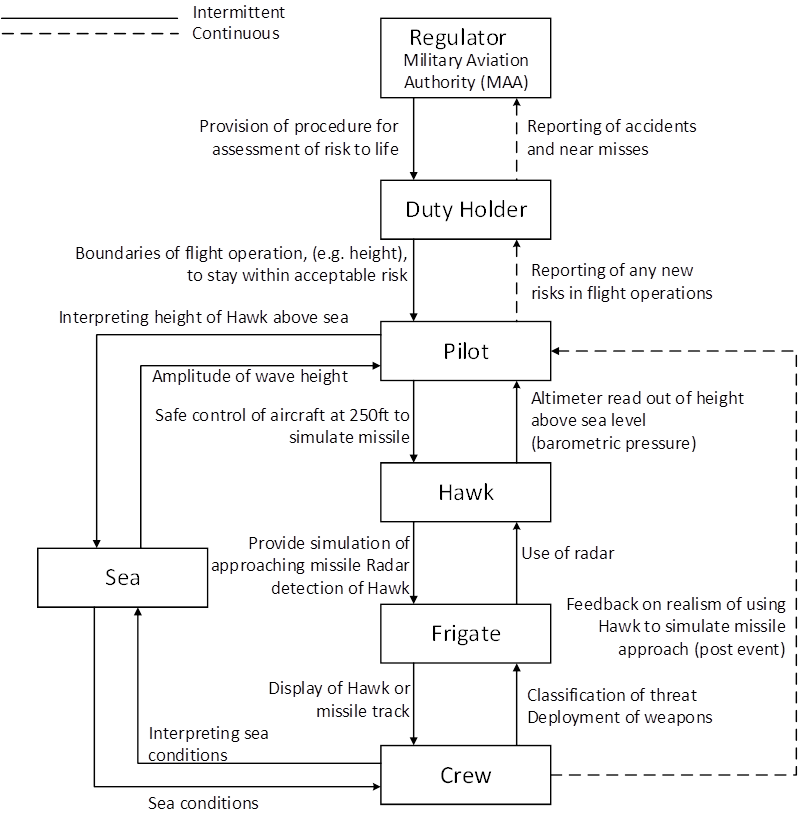 Intermittent
Continuous
Regulator
Military Aviation
Authority (MAA)
Provision of procedure for
assessment of risk to life
Reporting of accidents
and near misses
Duty Holder
Boundaries of flight operation, (e.g. height),
to stay within acceptable risk
Reporting of any new
risks in flight operations
Interpreting height of Hawk above sea
Pilot
Amplitude of wave height
Safe control of aircraft at 250ft to
simulate missile
Altimeter read out of height
above sea level
(barometric pressure)
Hawk
Provide simulation of
approaching missile Radar
detection of Hawk
Use of radar
Sea
Frigate
Feedback on realism of using
Hawk to simulate missile
approach (post event)
Display of Hawk or
missile track
Classification of threat
Deployment of weapons
Interpreting sea
conditions
Crew
Sea conditions